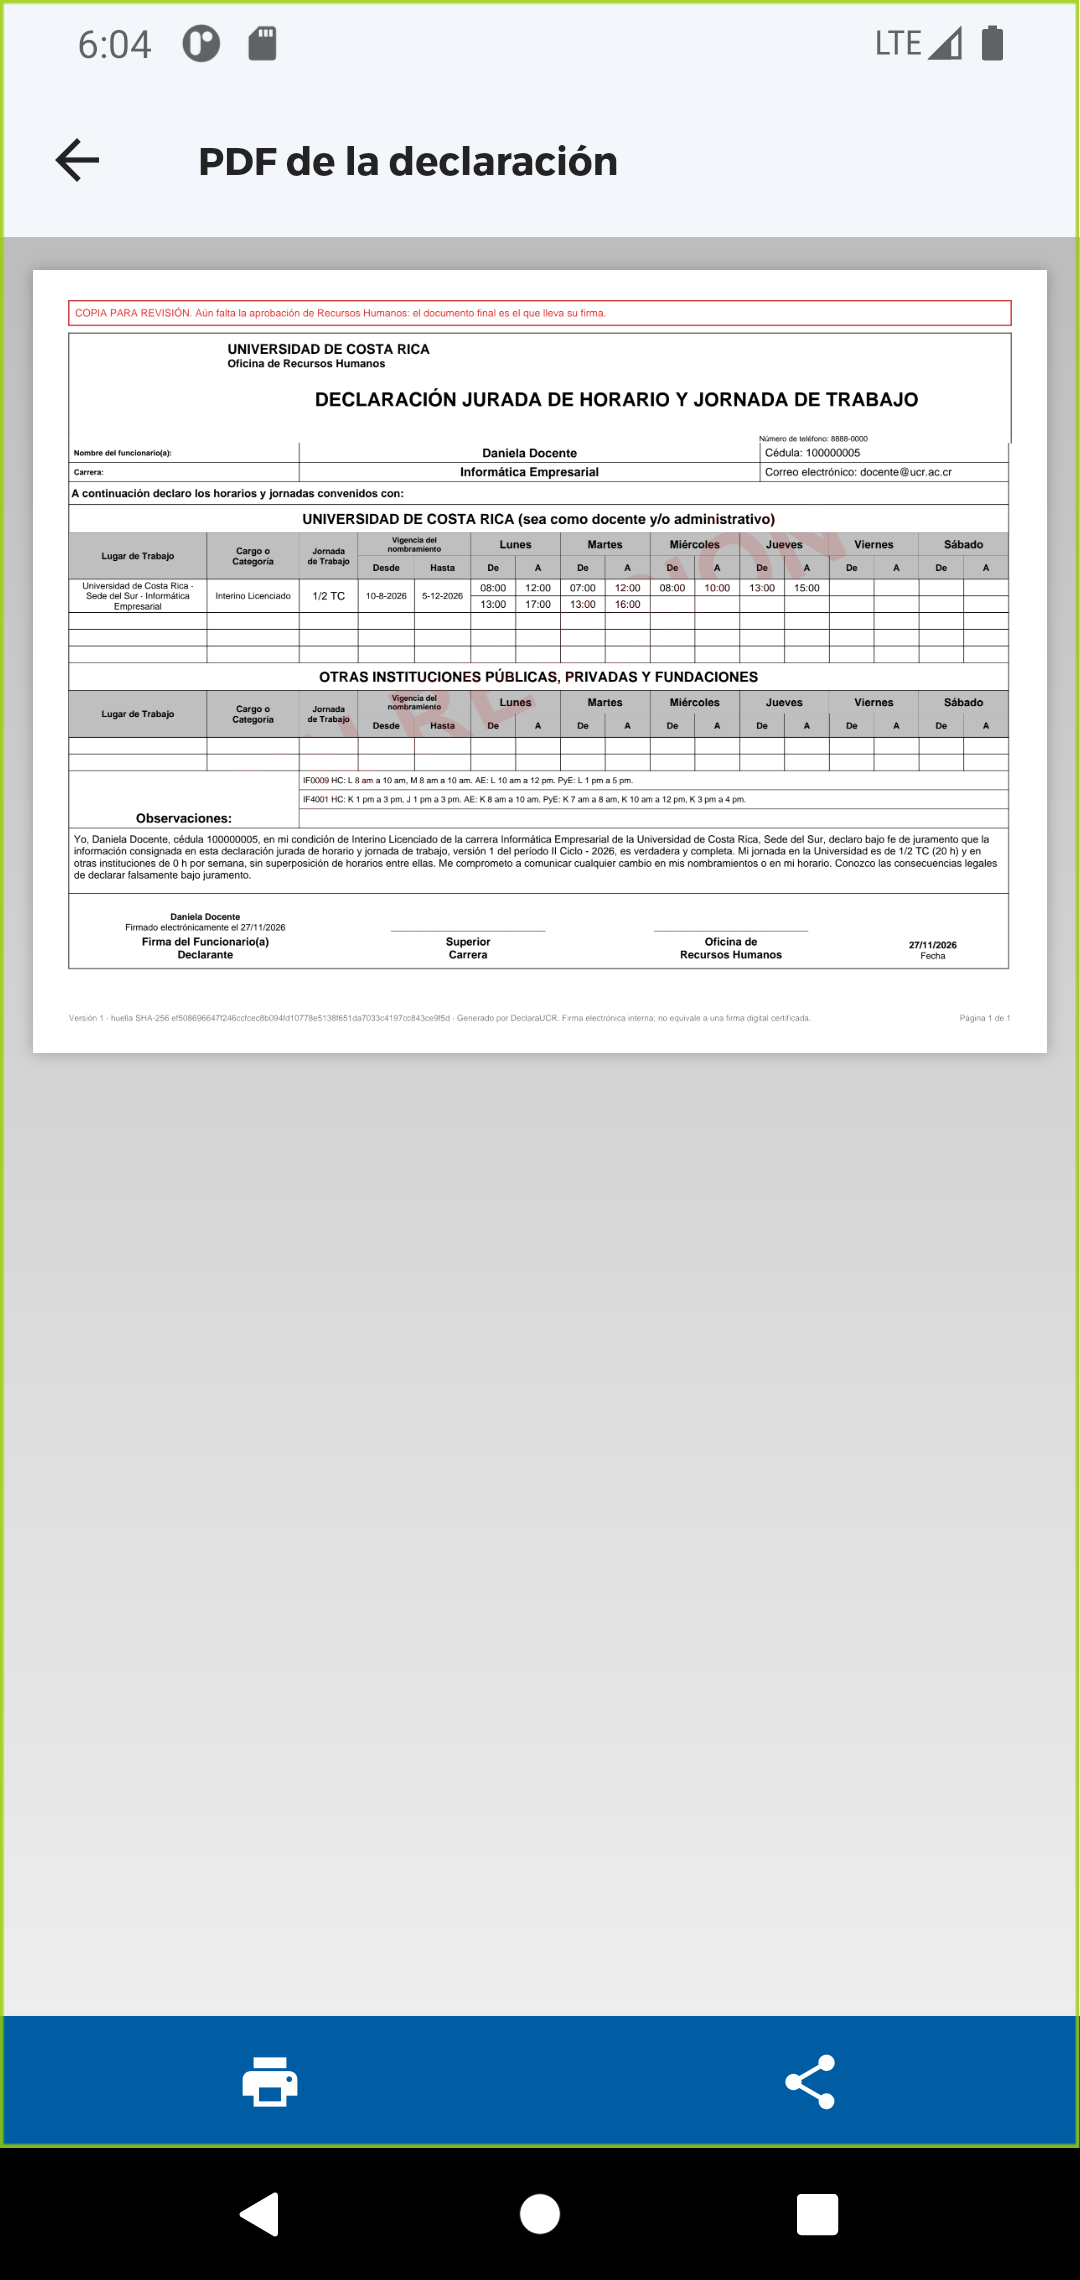 6:04 LTE
PDF de la declaración
COPIA PARA REVISIÓN. Aún falta la aprobación de Recursos Humanos: el documento final es el que lleva su firma.
UNIVERSIDAD DE COSTA RICA
Oficina de Recursos Humanos
DECLARACIÓN JURADA DE HORARIO Y JORNADA DE TRABAJO
Número de teléfono: 8888-0000
Nombre del funcionario(a): Daniela Docente Cédula: 100000005
Carrera: Informática Empresarial Correo electrónico: docente@ucr.ac.cr
A continuación declaro los horarios y jornadas convenidos con:
UNIVERSIDAD DE COSTA RICA (sea como docente y/o administrativo)
Lugar de Trabajo Cargo o Categoría Jornada de Trabajo Vigencia del nombramiento Lunes Martes Miércoles Jueves Viernes Sábado
Desde Hasta De A De A De A De A De A De A
Universidad de Costa Rica - Sede del Sur - Informática Empresarial Interino Licenciado 1/2 TC 10-8-2026 5-12-2026 08:00 12:00 07:00 12:00 08:00 10:00 13:00 15:00
13:00 17:00 13:00 16:00
OTRAS INSTITUCIONES PÚBLICAS, PRIVADAS Y FUNDACIONES
Lugar de Trabajo Cargo o Categoría Jornada de Trabajo Vigencia del nombramiento Lunes Martes Miércoles Jueves Viernes Sábado
Desde Hasta De A De A De A De A De A De A
IF0009 HC: L 8 am a 10 am, M 8 am a 10 am. AE: L 10 am a 12 pm. PyE: L 1 pm a 5 pm.
IF4001 HC: K 1 pm a 3 pm, J 1 pm a 3 pm. AE: K 8 am a 10 am. PyE: K 7 am a 8 am, K 10 am a 12 pm, K 3 pm a 4 pm.
Observaciones:
Yo, Daniela Docente, cédula 100000005, en mi condición de Interino Licenciado de la carrera Informática Empresarial de la Universidad de Costa Rica, Sede del Sur, declaro bajo fe de juramento que la
información consignada en esta declaración jurada de horario y jornada de trabajo, versión 1 del período II Ciclo - 2026, es verdadera y completa. Mi jornada en la Universidad es de 1/2 TC (20 h) y en
otras instituciones de 0 h por semana, sin superposición de horarios entre ellas. Me comprometo a comunicar cualquier cambio en mis nombramientos o en mi horario. Conozco las consecuencias legales
de declarar falsamente bajo juramento.
Daniela Docente
Firmado electrónicamente el 27/11/2026
Firma del Funcionario(a) Declarante
Superior Carrera
Oficina de Recursos Humanos
27/11/2026
Fecha
Versión 1 - huella SHA-256 - Generado por DeclaraUCR. Firma electrónica interna; no equivale a una firma digital certificada. Página 1 de 1